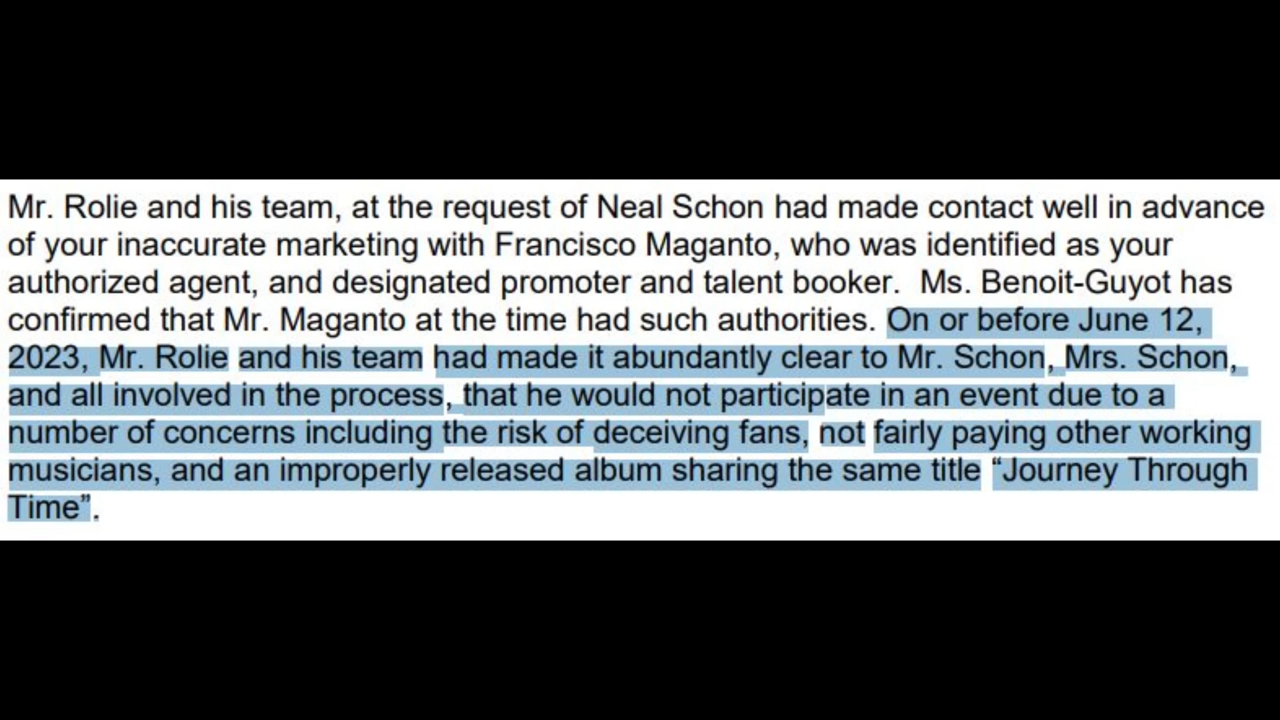 Mr. Rolie and his team, at the request of Neal Schon had made contact well in advance
of your inaccurate marketing with Francisco Maganto, who was identified as your
authorized agent, and designated promoter and talent booker.  Ms. Benoit-Guyot has
confirmed that Mr. Maganto at the time had such authorities. On or before June 12,
2023, Mr. Rolie and his team had made it abundantly clear to Mr. Schon, Mrs. Schon,
and all involved in the process, that he would not participate in an event due to a
number of concerns including the risk of deceiving fans, not fairly paying other working
musicians, and an improperly released album sharing the same title “Journey Through
Time”.